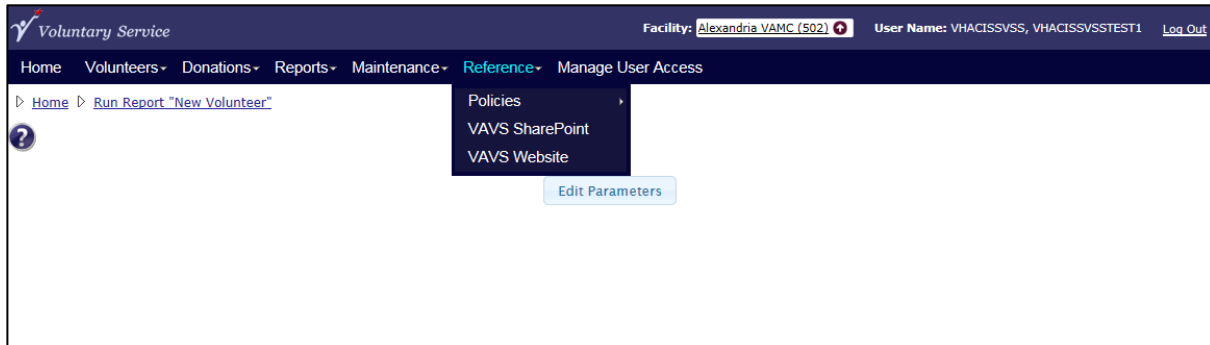 Voluntary Service
Facility: Alexandria VAMC (502) User Name: VHACISSVSS, VHACISSVSSTEST1 Log Out
Home Volunteers Donations Reports Maintenance Reference Manage User Access
Home Run Report "New Volunteer"
Policies
VAVS SharePoint
?
VAVS Website
Edit Parameters